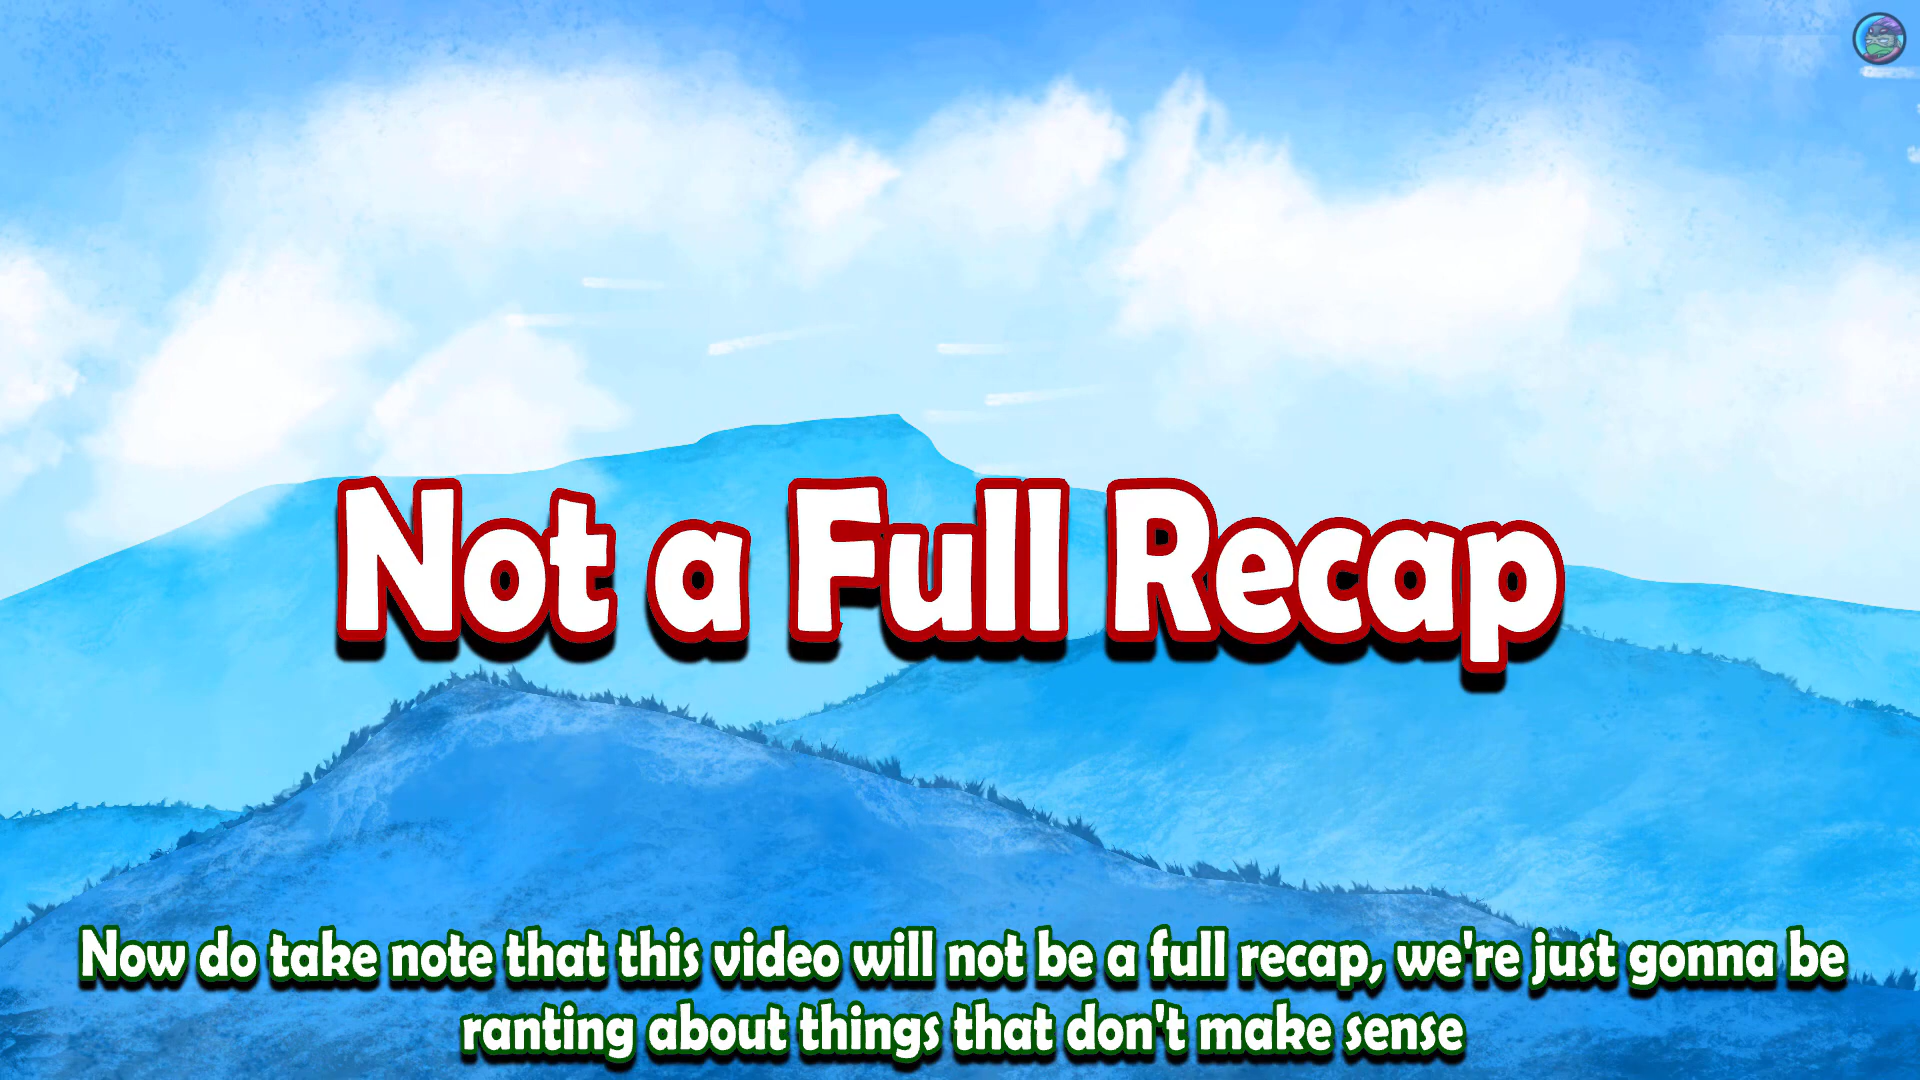 Not a Full Recap
Now do take note that this video will not be a full recap, we're just gonna be
ranting about things that don't make sense